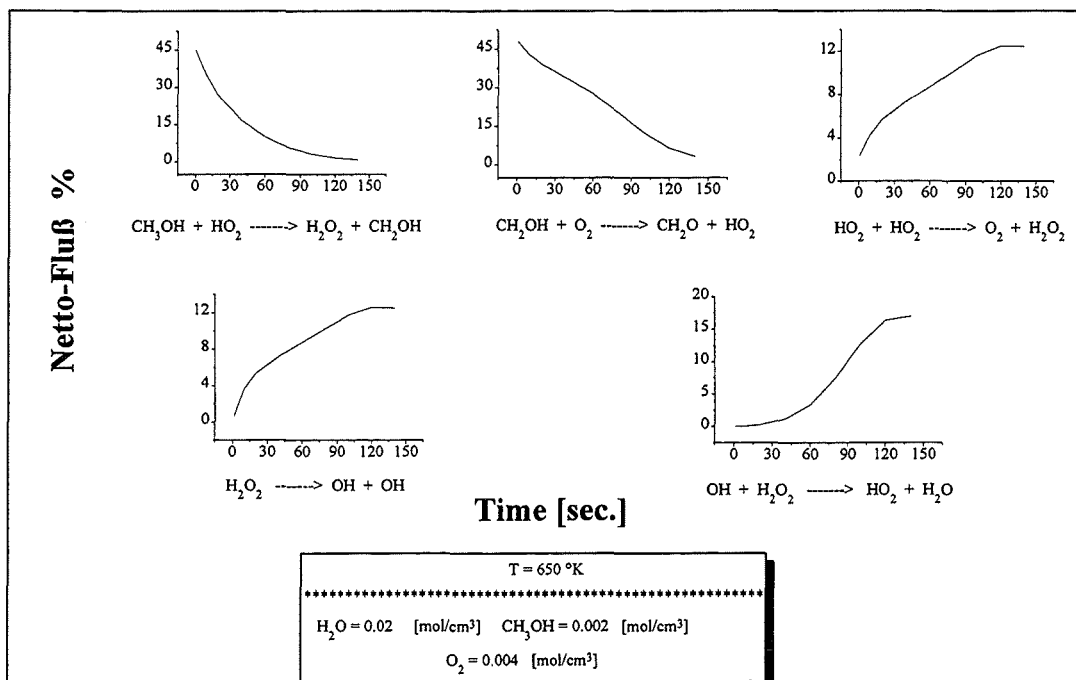 45
30
15
0
0 30 60 90 120 150
CH₃OH + HO₂ ------> H₂O₂ + CH₂OH
45
30
15
0
0 30 60 90 120 150
CH₂OH + O₂ ------> CH₂O + HO₂
12
8
4
0
0 30 60 90 120 150
HO₂ + HO₂ ------> O₂ + H₂O₂
Netto-Fluß %
12
8
4
0
0 30 60 90 120 150
H₂O₂ ------> OH + OH
20
15
10
5
0
0 30 60 90 120 150
OH + H₂O₂ ------> HO₂ + H₂O
Time [sec.]
T = 650 °K
**************************************************
H₂O = 0.02 [mol/cm³] CH₃OH = 0.002 [mol/cm³]
O₂ = 0.004 [mol/cm³]